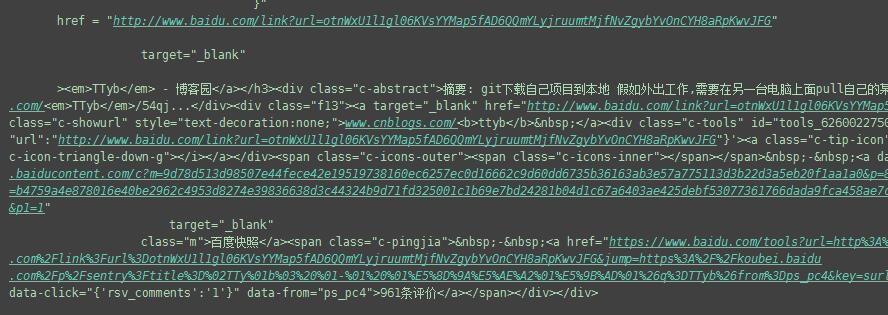 }"
href = "http://www.baidu.com/link?url=otnWxU1l1gl06KVsYYMap5fAD6QQmYLyjruumtMjfNvZgybYvOnCYH8aRpKwvJFG"
target="_blank"
><em>TTyb</em> - 博客园</a></h3><div class="c-abstract">摘要: git下载自己项目到本地 假如外出工作,需要在另一台电脑上面pull自己的某
.com/<em>TTyb</em>/54qj...</div><div class="f13"><a target="_blank" href="http://www.baidu.com/link?url=otnWxU1l1gl06KVsYYMap5
class="c-showurl" style="text-decoration:none;">www.cnblogs.com/<b>ttyb</b>&nbsp;</a><div class="c-tools" id="tools_6260022750
"url":"http://www.baidu.com/link?url=otnWxU1l1gl06KVsYYMap5fAD6QQmYLyjruumtMjfNvZgybYvOnCYH8aRpKwvJFG"}'><a class="c-tip-icon"
c-icon-triangle-down-g"></i></a></div><span class="c-icons-outer"><span class="c-icons-inner"></span></span>&nbsp;-&nbsp;<a da
.baiducontent.com/c?m=9d78d513d98507e44fece42e19519738160ec6257ec0d16662c9d60dd6735b36163ab3e57a775113d3b22d3a5eb20f1aa1a0&p=8
=b4759a4e878016e40be2962c4953d8274e39836638d3c44324b9d71fd325001c1b69e7bd24281b04d1c67a6403ae425debf53077361766dada9fca458ae7c
&p1=1"
target="_blank"
class="m">百度快照</a><span class="c-pingjia">&nbsp;-&nbsp;<a href="https://www.baidu.com/tools?url=http%3A%
.com%2Flink%3Furl%3DotnWxU1l1gl06KVsYYMap5fAD6QQmYLyjruumtMjfNvZgybYvOnCYH8aRpKwvJFG&jump=https%3A%2F%2Fkoubei.baidu
.com%2Fp%2Fsentry%3Ftitle%3D%02TTy%01b%03%20%01-%01%20%01%E5%8D%9A%E5%AE%A2%01%E5%9B%AD%01%26q%3DTTyb%26from%3Dps_pc4&key=surl
data-click="{'rsv_comments':'1'}" data-from="ps_pc4">961条评价</a></span></div></div>